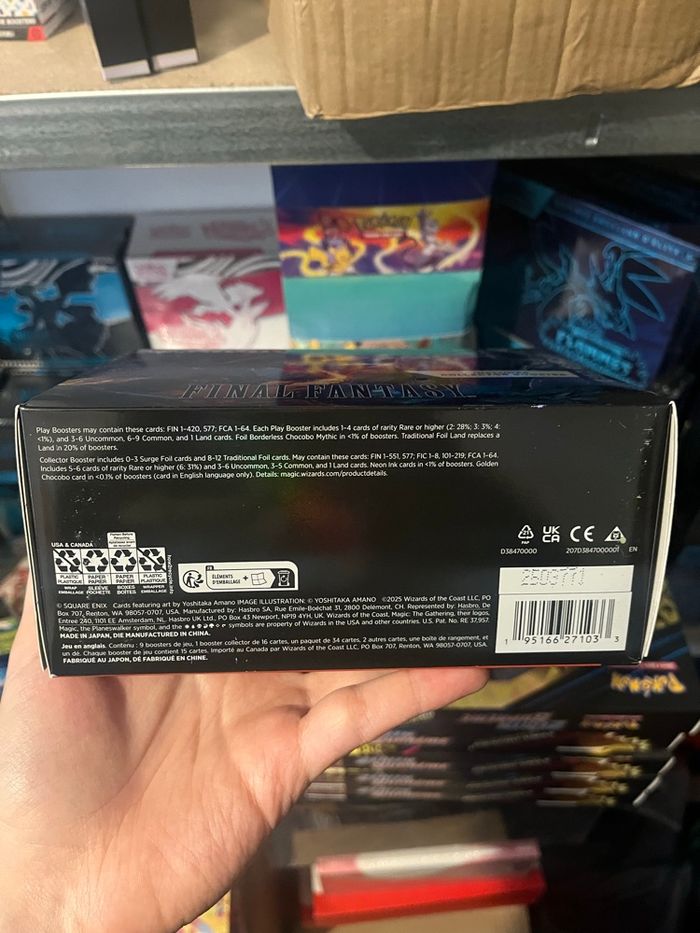 FINAL FANTASY
Play Boosters may contain these cards: FIN 1-420, 577; FCA 1-64. Each Play Booster includes 1-4 cards of rarity Rare or higher (2: 28%; 3: 3%; 4:
<1%), and 3-6 Uncommon, 6-9 Common, and 1 Land cards. Foil Borderless Chocobo Mythic in <1% of boosters. Traditional Foil Land replaces a
Land in 20% of boosters.
Collector Booster includes 0-3 Surge Foil cards and 8-12 Traditional Foil cards. May contain these cards: FIN 1-551, 577; FIC 1-8, 101-219; FCA 1-64.
Includes 5-6 cards of rarity Rare or higher (6: 31%) and 3-6 Uncommon, 3-5 Common, and 1 Land cards. Neon Ink cards in <1% of boosters. Golden
Chocobo card in <0.1% of boosters (card in English language only). Details: magic.wizards.com/productdetails.
USA & CANADA
PLASTIC
PLASTIQUE
WRAP
EMBALLAGE
PAPER
PAPIER
SLEEVE
POCHETTE
PAPER
PAPIER
BOXES
BOÎTES
PLASTIC
PLASTIQUE
WRAPPER
EMBALLAGE
how2recycle.info
FR
ÉLÉMENTS
D'EMBALLAGE
+
21
PAP
UK
CA
CE
D38470000
207D384700001 EN
2503771
© SQUARE ENIX Cards featuring art by Yoshitaka Amano IMAGE ILLUSTRATION: © YOSHITAKA AMANO ©2025 Wizards of the Coast LLC, PO
Box 707, Renton, WA 98057-0707, USA. Manufactured by: Hasbro SA, Rue Emile-Boéchat 31, 2800 Delémont, CH. Represented by: Hasbro, De
Entree 240, 1101 EE Amsterdam, NL. Hasbro UK Ltd., PO Box 43 Newport, NP19 4YH, UK. Wizards of the Coast, Magic: The Gathering, their logos,
Magic, the Planeswalker symbol, and the symbols are property of Wizards in the USA and other countries. U.S. Pat. No. RE 37,957.
MADE IN JAPAN, DIE MANUFACTURED IN CHINA.
Jeu en anglais. Contenu : 9 boosters de jeu, 1 booster collector de 16 cartes, un paquet de 34 cartes, 2 autres cartes, une boîte de rangement, et
un dé. Chaque booster de jeu contient 15 cartes. Importé au Canada par Wizards of the Coast LLC, PO Box 707, Renton, WA 98057-0707, USA.
FABRIQUÉ AU JAPON, DÉ FABRIQUÉ EN CHINE.
1 95166 27103 3
POKÉMON